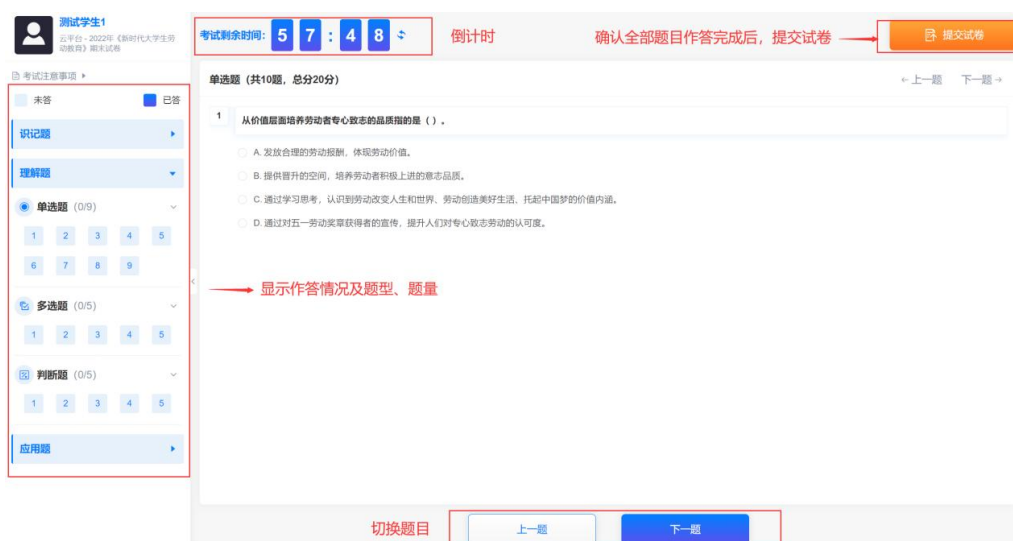 测试学生1
云平台 - 2022年《新时代大学生劳
动教育》期末试卷
考试剩余时间: 5 7 : 4 8
倒计时
确认全部题目作答完成后，提交试卷
提交试卷
考试注意事项
未答 已答
识记题
理解题
单选题 (0/9)
1 2 3 4 5
6 7 8 9
多选题 (0/5)
1 2 3 4 5
判断题 (0/5)
1 2 3 4 5
应用题
单选题（共10题，总分20分）
上一题 下一题
1 从价值层面培养劳动者专心致志的品质指的是（ ）。
A. 发放合理的劳动报酬，体现劳动价值。
B. 提供晋升的空间，培养劳动者积极上进的意志品质。
C. 通过学习思考，认识到劳动改变人生和世界、劳动创造美好生活、托起中国梦的价值内涵。
D. 通过对五一劳动奖章获得者的宣传，提升人们对专心致志劳动的认可度。
显示作答情况及题型、题量
切换题目
上一题 下一题